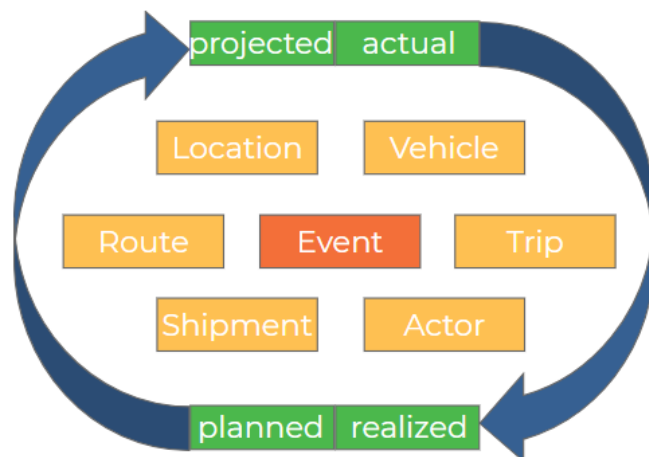 projected actual
Location Vehicle
Route Event Trip
Shipment Actor
planned realized